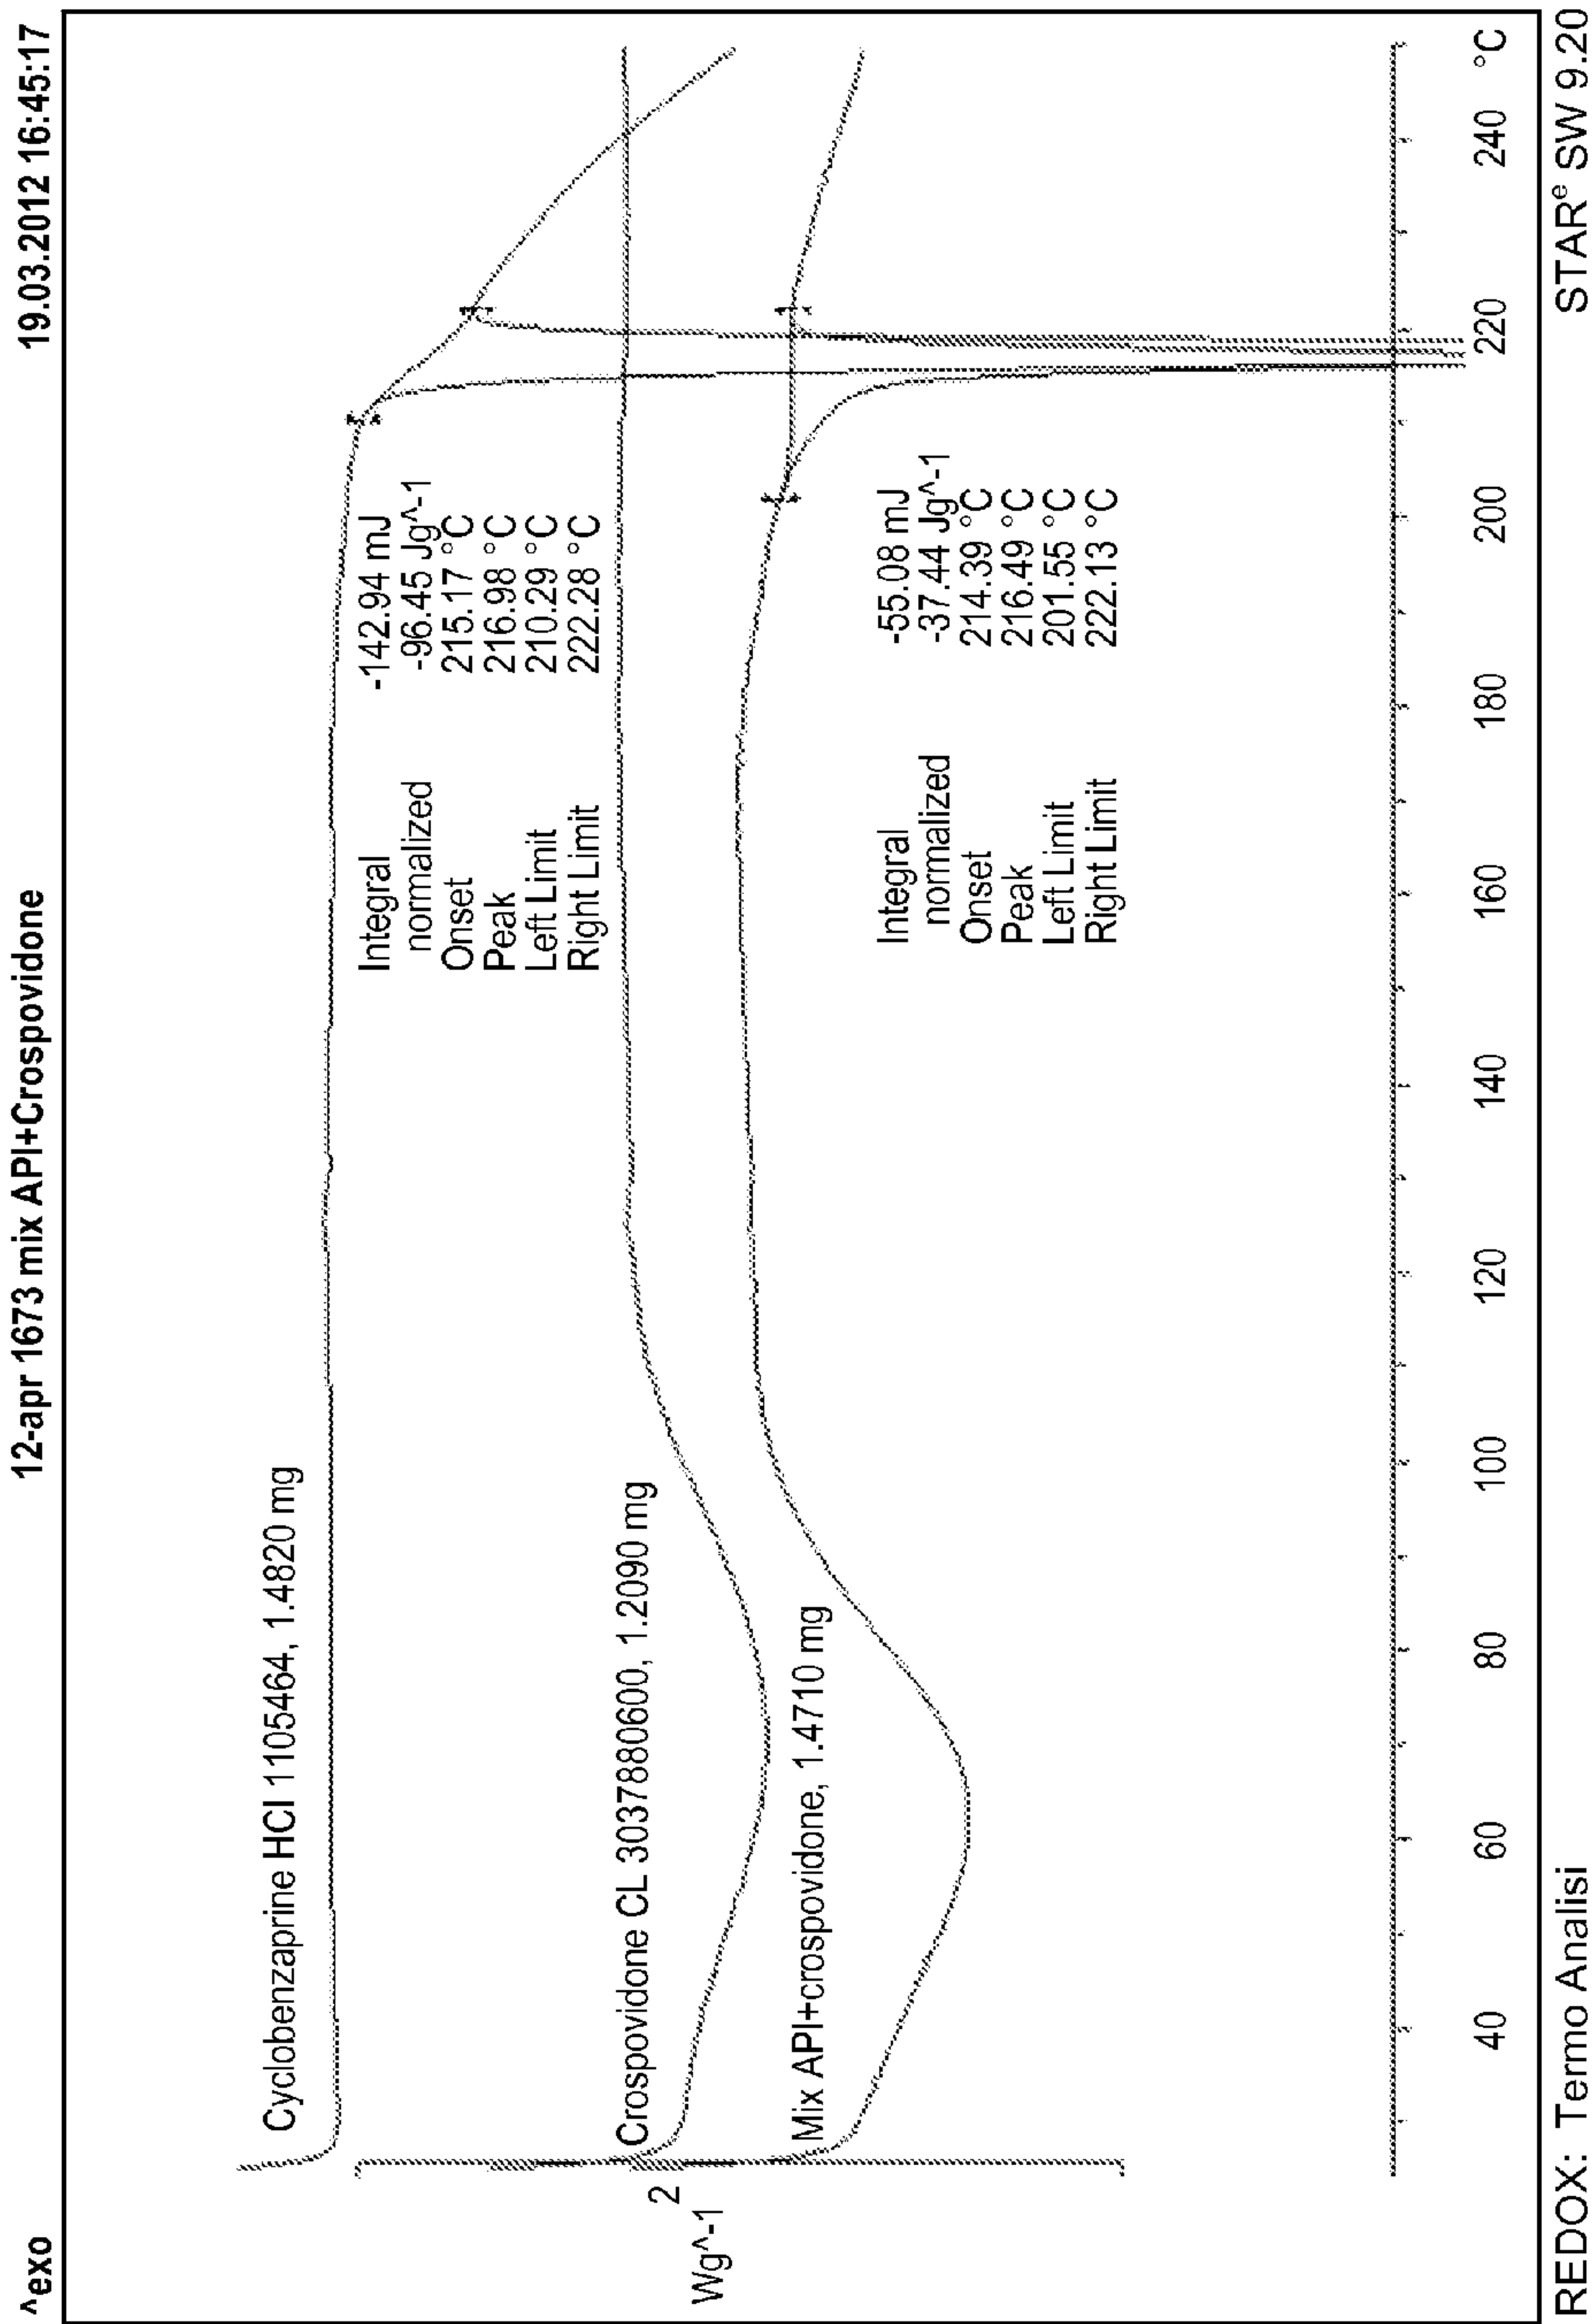 ^exo
12-apr 1673 mix API+Crospovidone
19.03.2012 16:45:17
Cyclobenzaprine HCI 110546​4, 1.4820 mg
Integral -142.94 mJ
normalized -96.45 Jg^-1
Onset 215.17 °C
Peak 216.98 °C
Left Limit 210.29 °C
Right Limit 222.28 °C
Crospovidone CL 3037880600, 1.2090 mg
2
Wg^-1
Mix API+crospovidone, 1.4710 mg
Integral -55.08 mJ
normalized -37.44 Jg^-1
Onset 214.39 °C
Peak 216.49 °C
Left Limit 201.55 °C
Right Limit 222.13 °C
40 60 80 100 120 140 160 180 200 220 240 °C
REDOX: Termo Analisi
STARᵉ SW 9.20